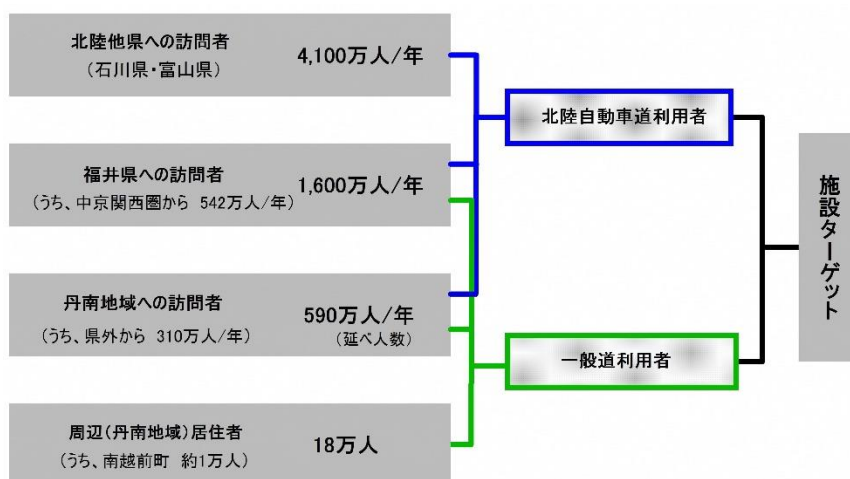 北陸他県への訪問者
(石川県・富山県)
4,100万人/年
福井県への訪問者
(うち、中京関西圏から 542万人/年)
1,600万人/年
丹南地域への訪問者
(うち、県外から 310万人/年)
590万人/年
(延べ人数)
周辺(丹南地域)居住者
(うち、南越前町 約1万人)
18万人
北陸自動車道利用者
一般道利用者
施設ターゲット